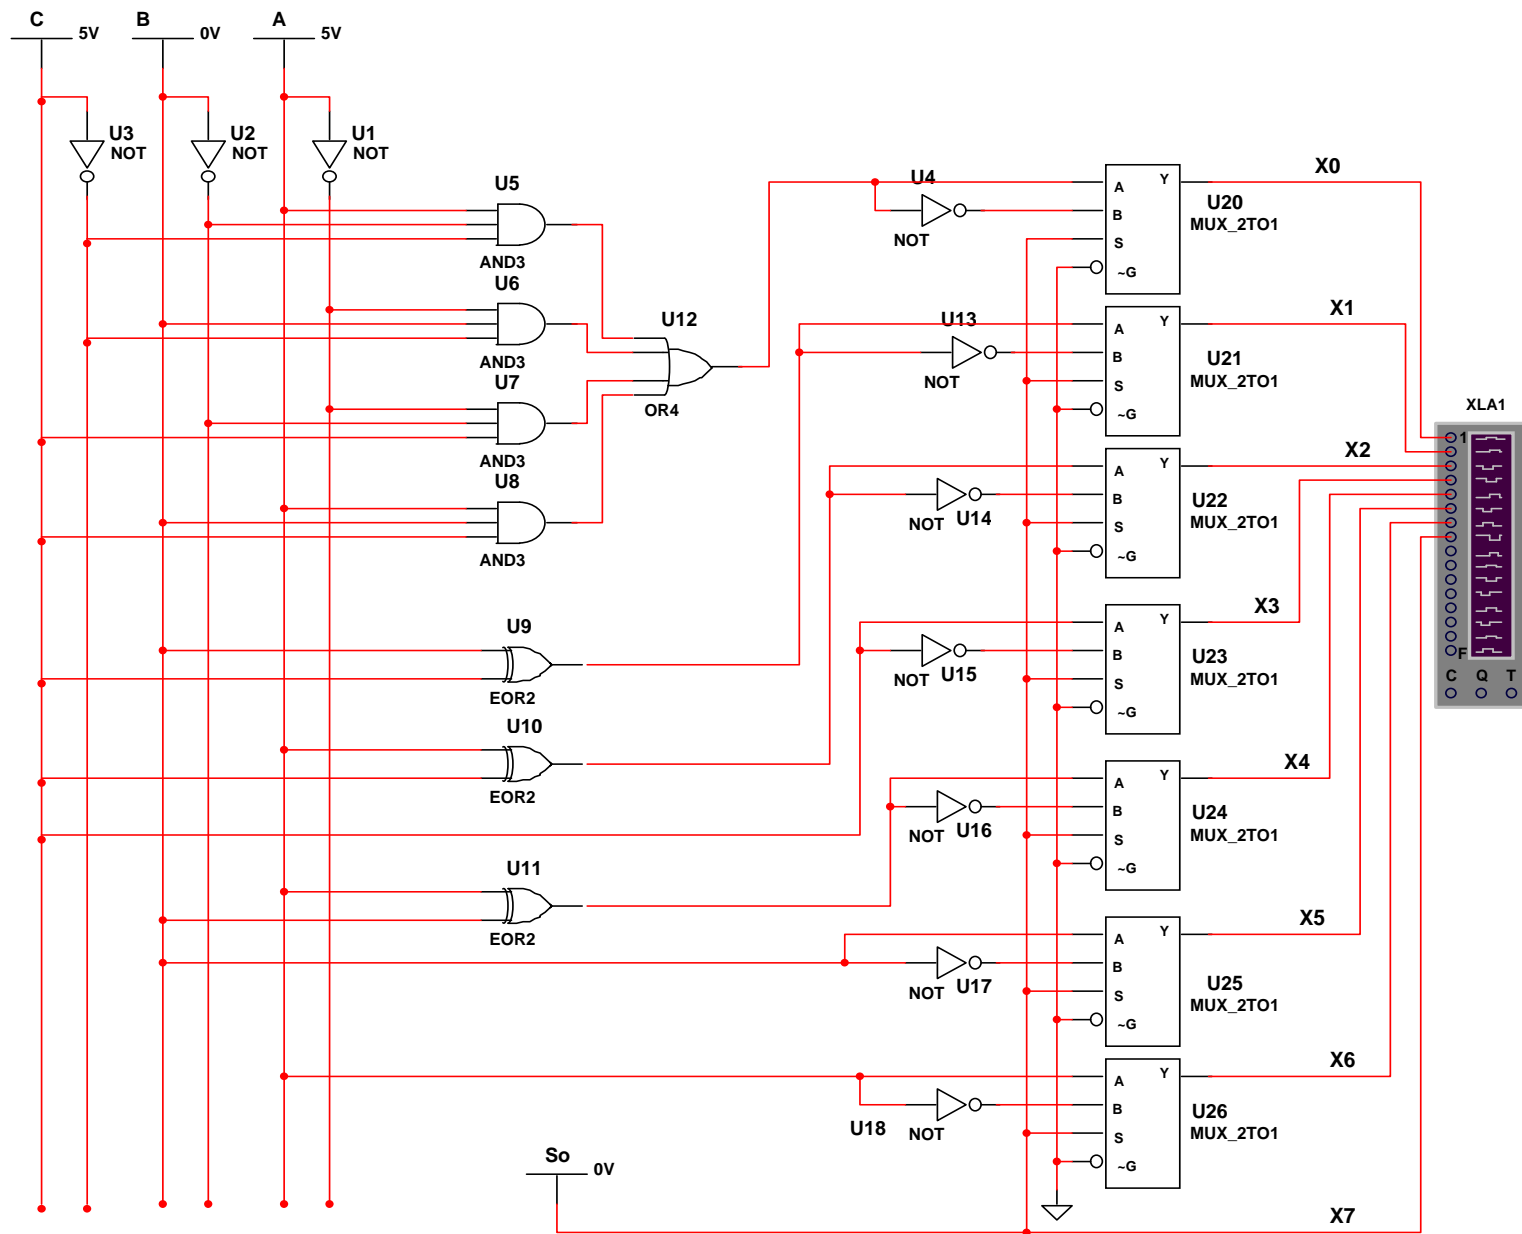 C
5V
B
0V
A
5V
U3
NOT
U2
NOT
U1
NOT
U5
AND3
U6
AND3
U7
AND3
U8
AND3
U12
OR4
U9
EOR2
U10
EOR2
U11
EOR2
U4
NOT
U13
NOT
NOT
U14
NOT
U15
NOT
U16
NOT
U17
U18
NOT
A
Y
B
S
~G
U20
MUX_2TO1
X0
A
Y
B
S
~G
U21
MUX_2TO1
X1
A
Y
B
S
~G
U22
MUX_2TO1
X2
A
Y
B
S
~G
U23
MUX_2TO1
X3
A
Y
B
S
~G
U24
MUX_2TO1
X4
A
Y
B
S
~G
U25
MUX_2TO1
X5
A
Y
B
S
~G
U26
MUX_2TO1
X6
So
0V
X7
XLA1
1
F
C Q T